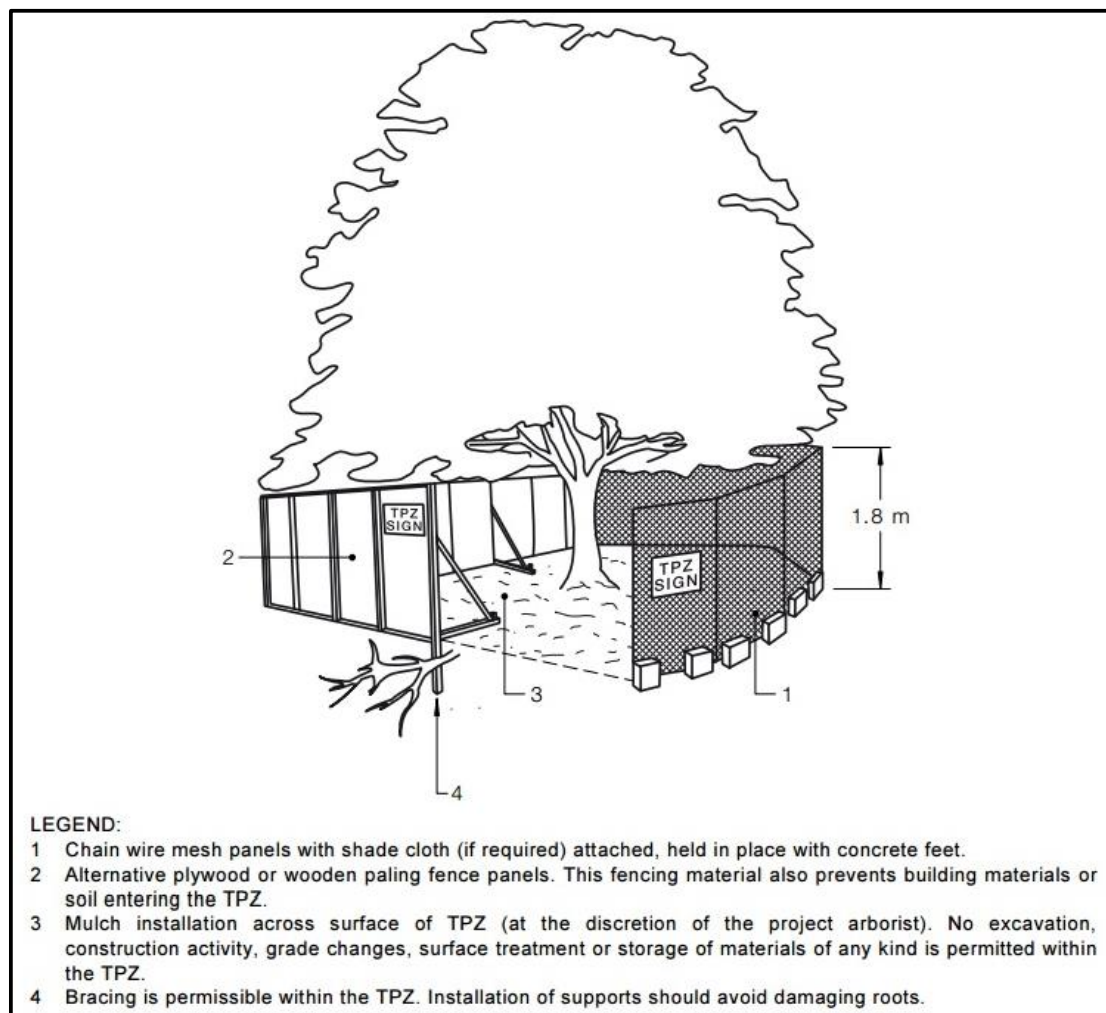 TPZ
SIGN
1.8 m
2
TPZ
SIGN
3
1
4
LEGEND:
1 Chain wire mesh panels with shade cloth (if required) attached, held in place with concrete feet.
2 Alternative plywood or wooden paling fence panels. This fencing material also prevents building materials or
soil entering the TPZ.
3 Mulch installation across surface of TPZ (at the discretion of the project arborist). No excavation,
construction activity, grade changes, surface treatment or storage of materials of any kind is permitted within
the TPZ.
4 Bracing is permissible within the TPZ. Installation of supports should avoid damaging roots.